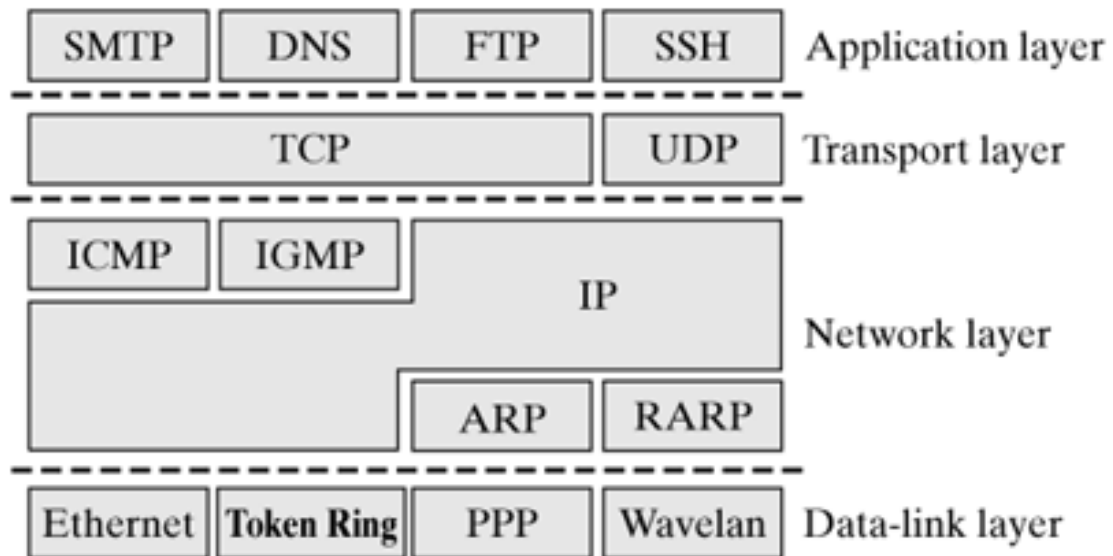 SMTP DNS FTP SSH Application layer
TCP UDP Transport layer
ICMP IGMP
IP
Network layer
ARP RARP
Ethernet Token Ring PPP Wavelan Data-link layer